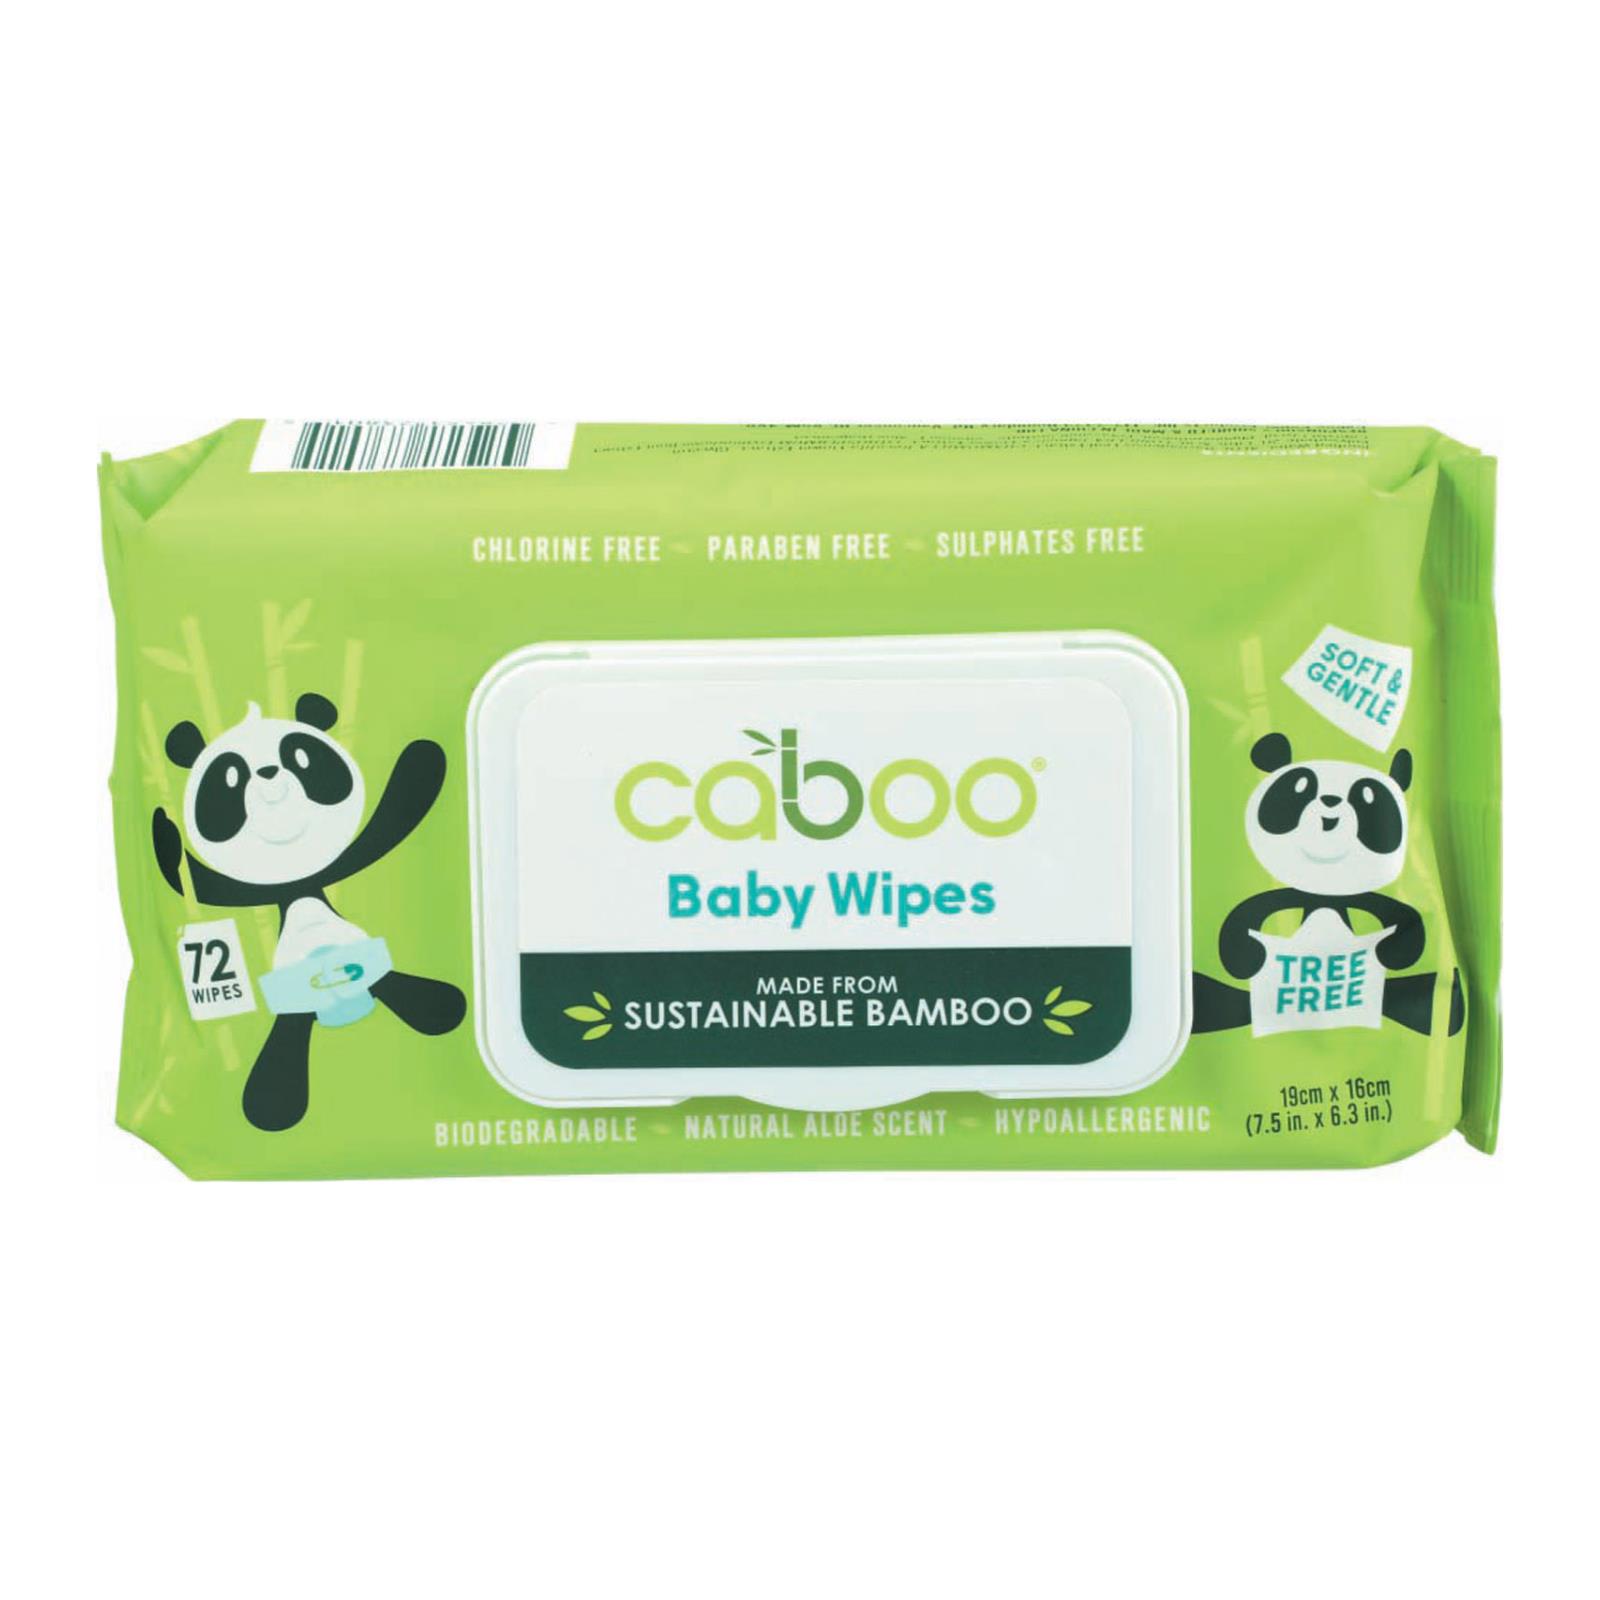 CHLORINE FREE PARABEN FREE SULPHATES FREE
SOFT &
GENTLE
caboo®
Baby Wipes
MADE FROM
SUSTAINABLE BAMBOO
72
WIPES
TREE
FREE
19cm x 16cm
(7.5 in. x 6.3 in.)
BIODEGRADABLE NATURAL ALOE SCENT HYPOALLERGENIC
INGREDIENTS